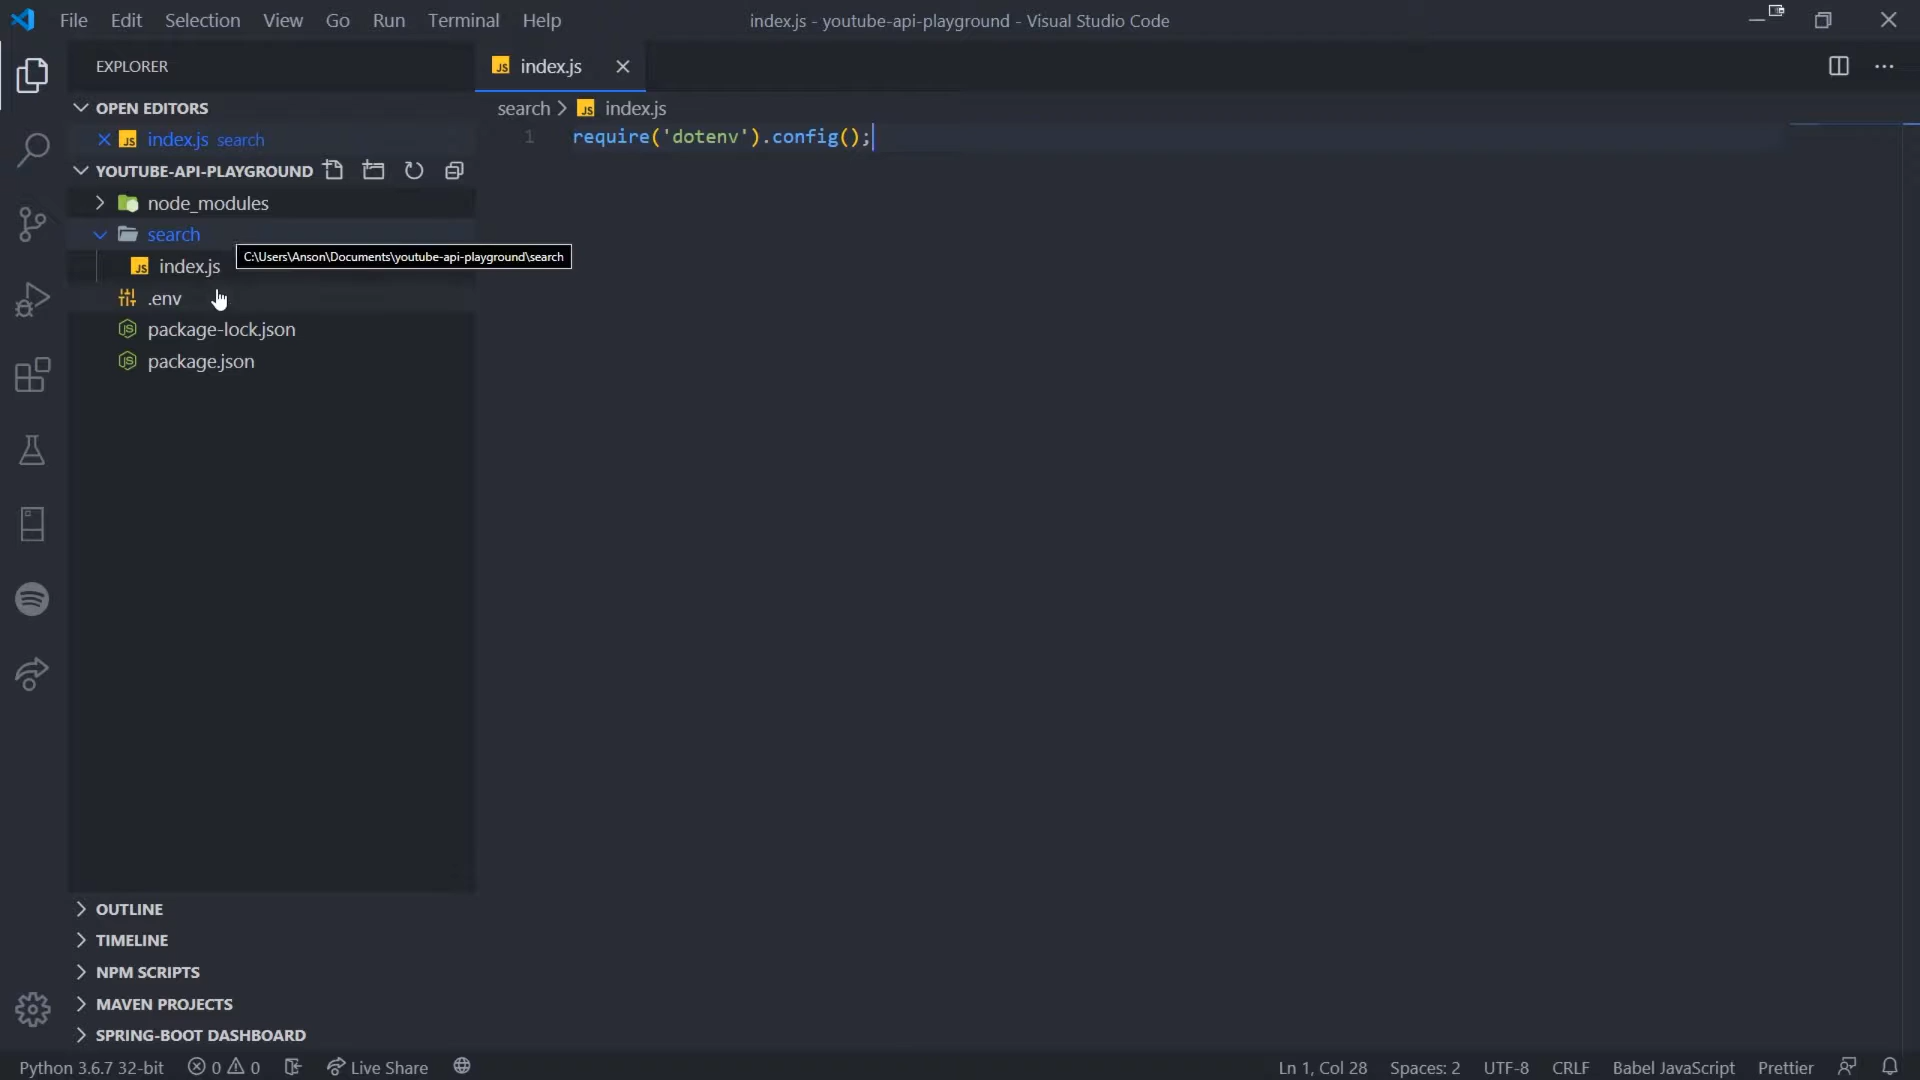 File Edit Selection View Go Run Terminal Help
index.js - youtube-api-playground - Visual Studio Code
EXPLORER
OPEN EDITORS
JS index.js search
YOUTUBE-API-PLAYGROUND
node_modules
search
JS index.js
.env
package-lock.json
package.json
C:\Users\Anson\Documents\youtube-api-playground\search
OUTLINE
TIMELINE
NPM SCRIPTS
MAVEN PROJECTS
SPRING-BOOT DASHBOARD
JS index.js
search > JS index.js
1 require('dotenv').config();
Python 3.6.7 32-bit 0 0 Live Share
Ln 1, Col 28 Spaces: 2 UTF-8 CRLF Babel JavaScript Prettier